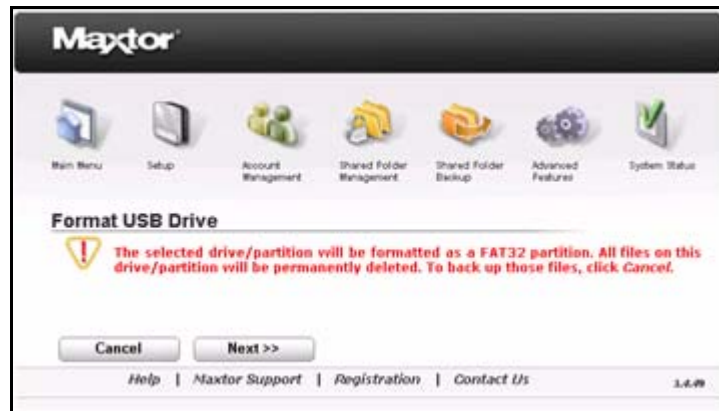 Maxtor
Main Menu
Setup
Account Management
Shared Folder Management
Shared Folder Backup
Advanced Features
System Status
Format USB Drive
The selected drive/partition will be formatted as a FAT32 partition. All files on this
drive/partition will be permanently deleted. To back up those files, click Cancel.
Cancel
Next >>
Help | Maxtor Support | Registration | Contact Us